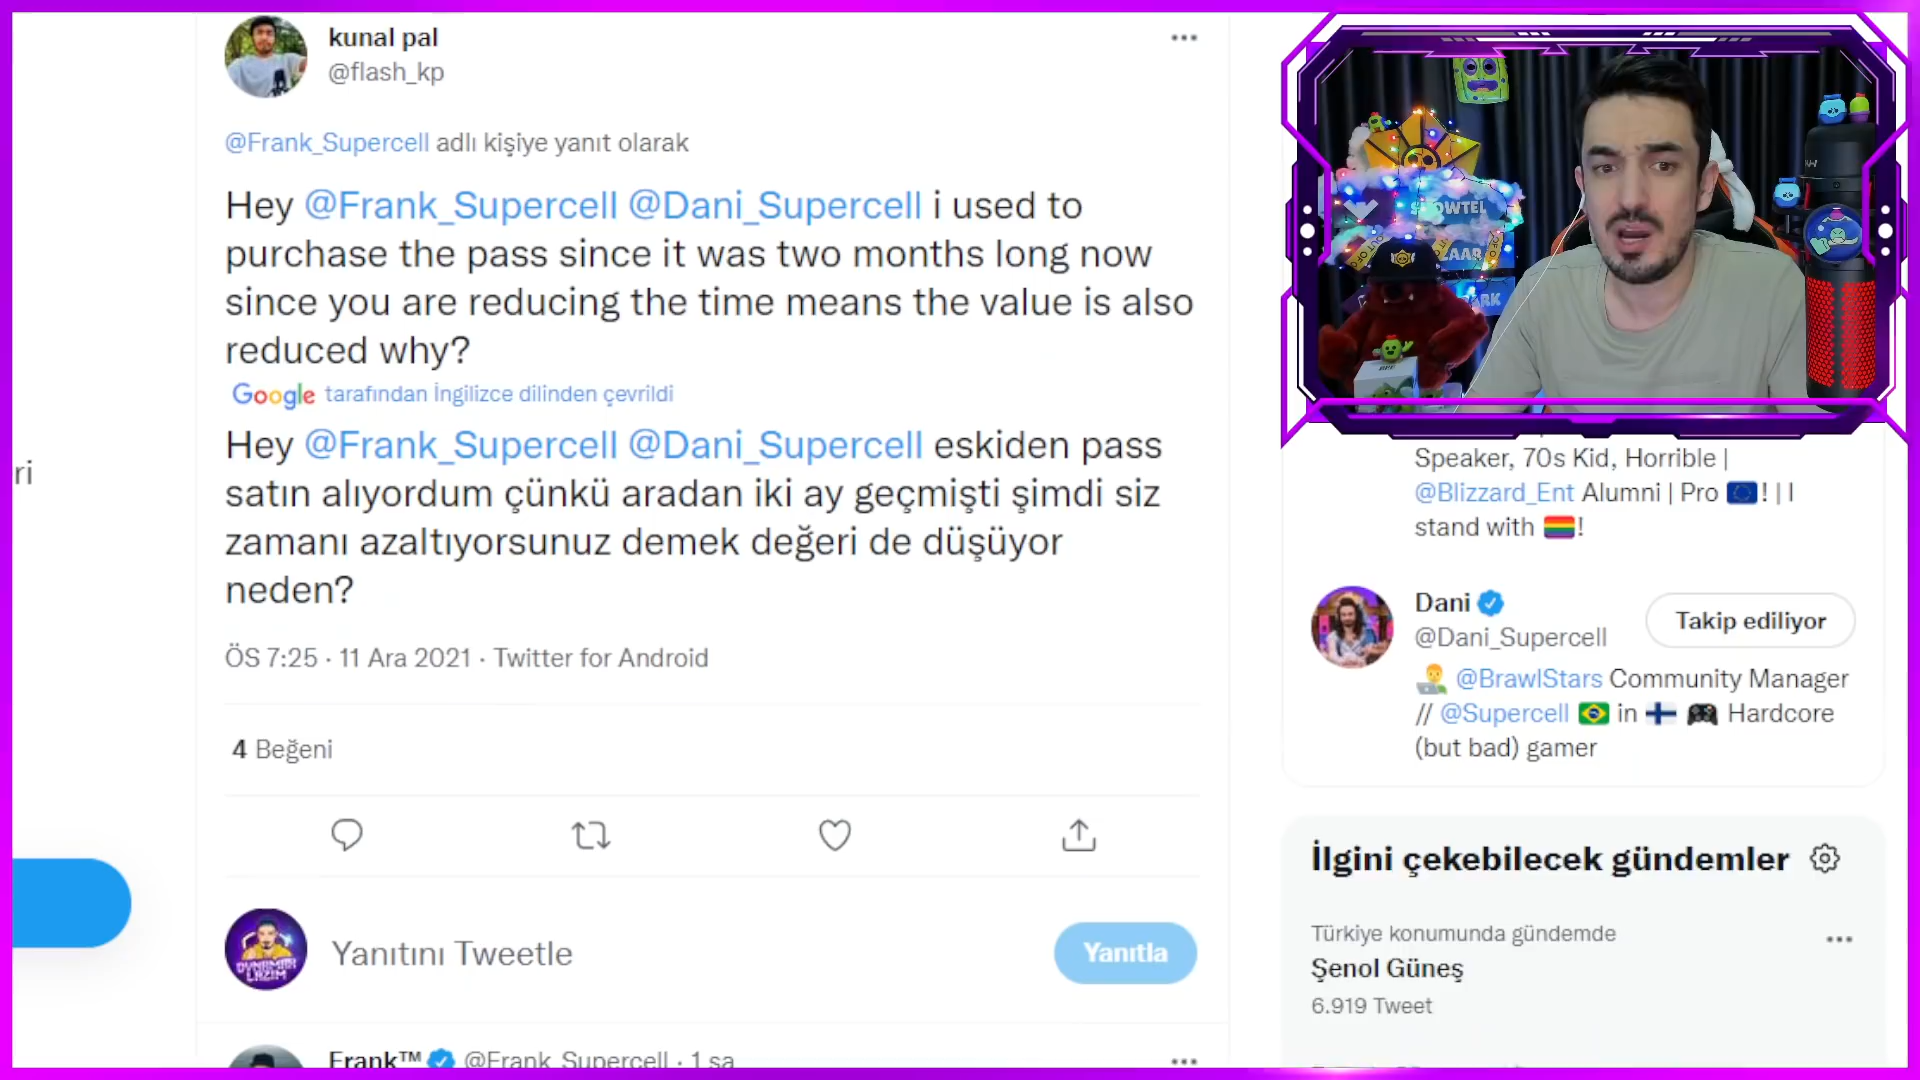 kunal pal
@flash_kp
@Frank_Supercell adlı kişiye yanıt olarak
Hey @Frank_Supercell @Dani_Supercell i used to
purchase the pass since it was two months long now
since you are reducing the time means the value is also
reduced why?
Google tarafından İngilizce dilinden çevrildi
Hey @Frank_Supercell @Dani_Supercell eskiden pass
satın alıyordum çünkü aradan iki ay geçmişti şimdi siz
zamanı azaltıyorsunuz demek değeri de düşüyor
neden?
ÖS 7:25 · 11 Ara 2021 · Twitter for Android
4 Beğeni
Yanıtını Tweetle
Yanıtla
Frank™ @Frank_Supercell · 1 sa
ri
Speaker, 70s Kid, Horrible |
@Blizzard_Ent Alumni | Pro ! | I
stand with !
Dani
@Dani_Supercell
Takip ediliyor
@BrawlStars Community Manager
// @Supercell in Hardcore
(but bad) gamer
İlgini çekebilecek gündemler
Türkiye konumunda gündemde
Şenol Güneş
6.919 Tweet